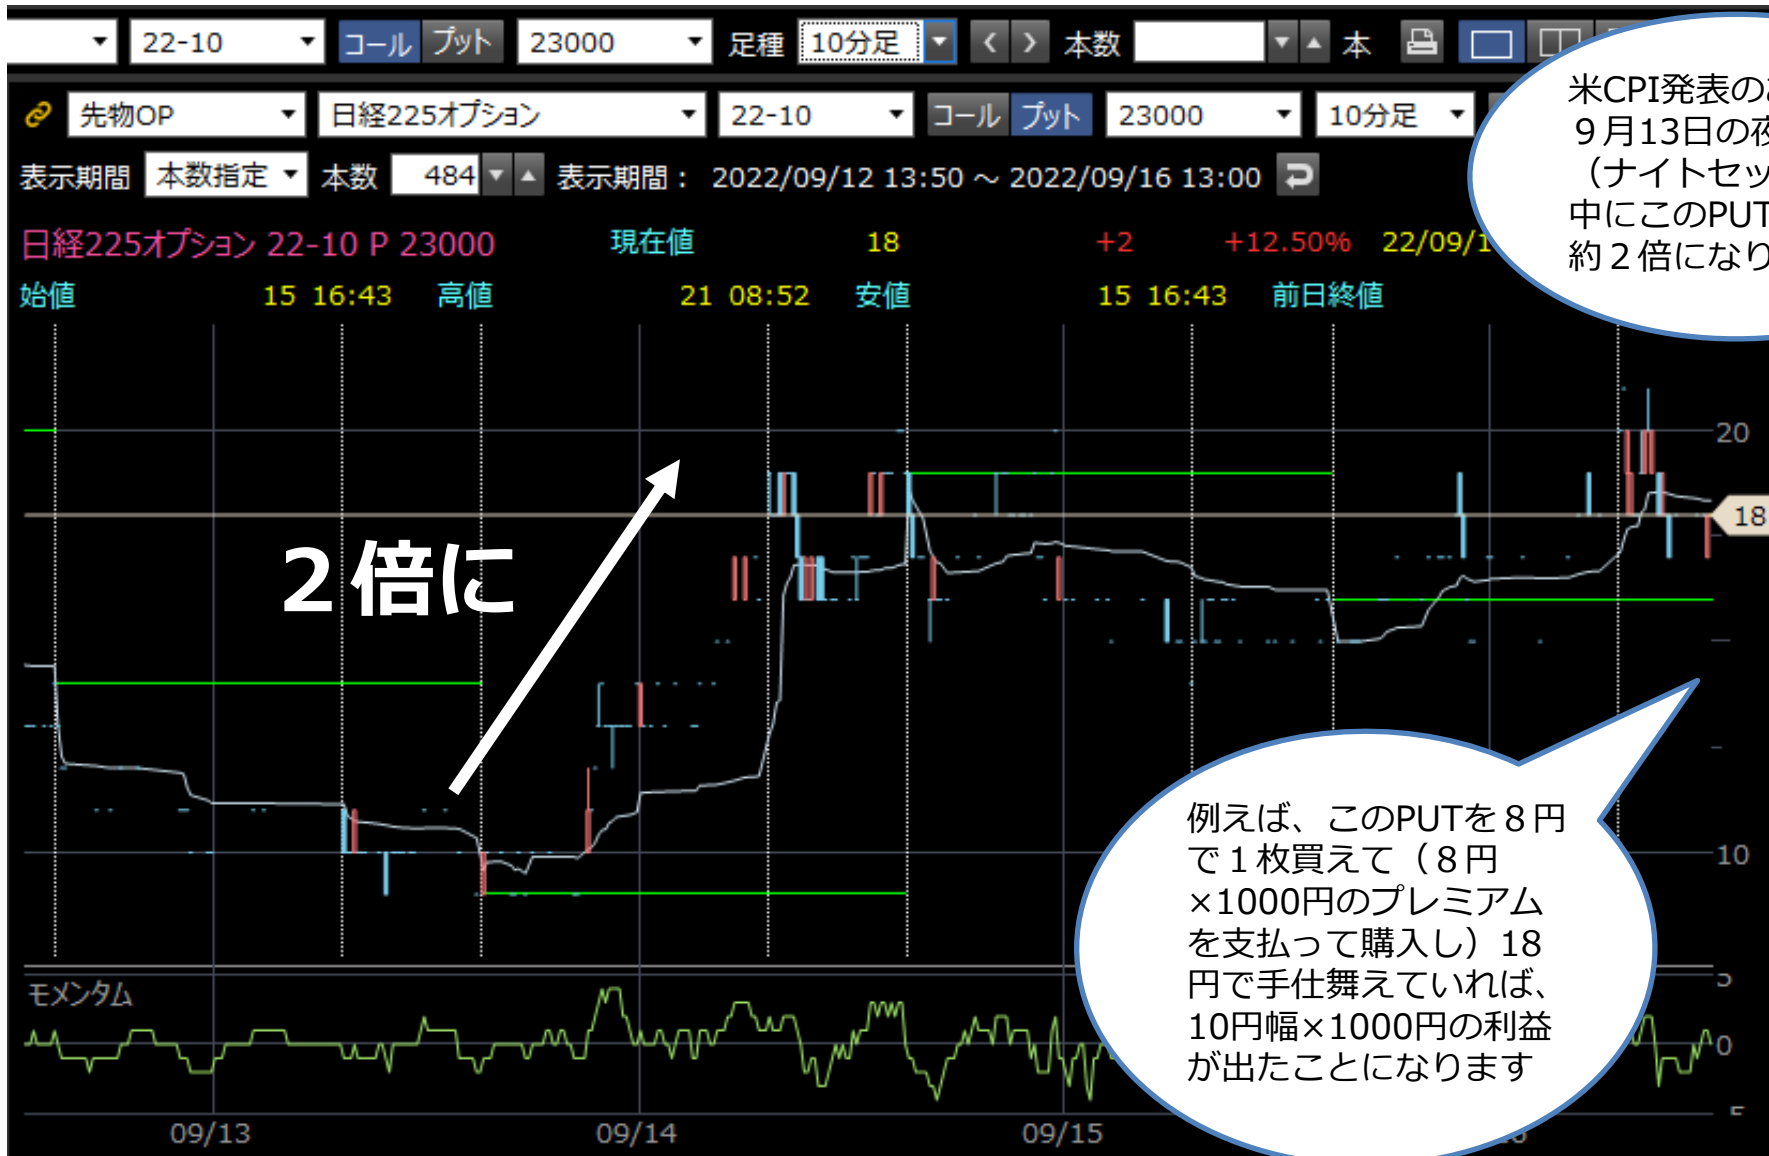 22-10 コール プット 23000 足種 10分足 本数 本
先物OP 日経225オプション 22-10 コール プット 23000 10分足
表示期間 本数指定 本数 484 表示期間： 2022/09/12 13:50 ～ 2022/09/16 13:00
日経225オプション 22-10 P 23000 現在値 18 +2 +12.50% 22/09/1
始値 15 16:43 高値 21 08:52 安値 15 16:43 前日終値
米CPI発表の
９月13日の夜
（ナイトセッ
中にこのPUT
約２倍になり
20
18
２倍に
10
例えば、このPUTを８円
で１枚買えて（８円
×1000円のプレミアム
を支払って購入し）18
円で手仕舞えていれば、
10円幅×1000円の利益
が出たことになります
モメンタム
5
0
09/13 09/14 09/15